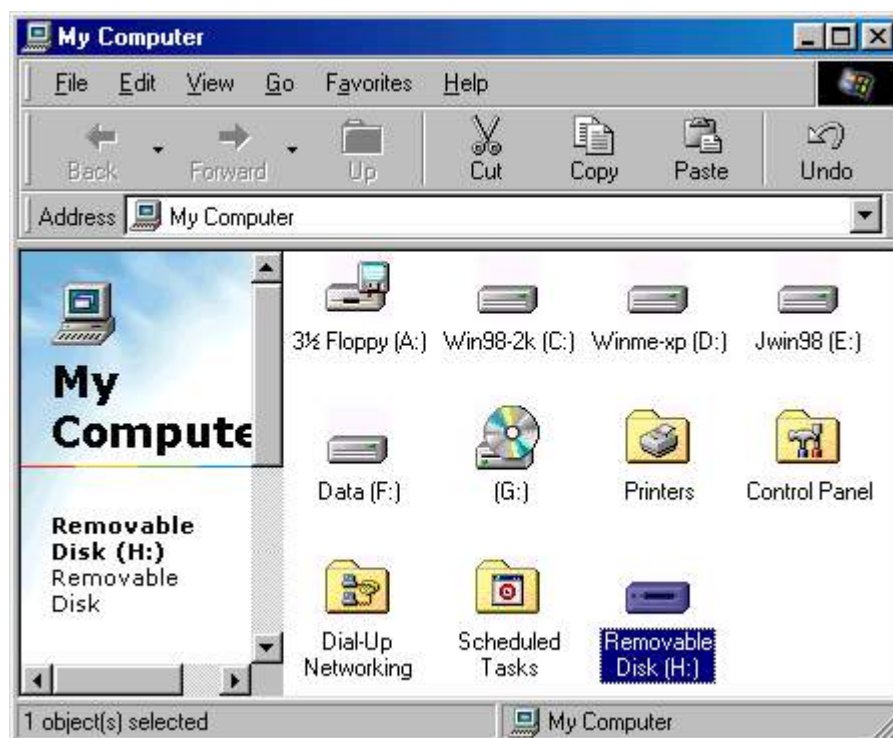 My Computer
File Edit View Go Favorites Help
Back Forward Up Cut Copy Paste Undo
Address My Computer
3½ Floppy (A:) Win98-2k (C:) Winme-xp (D:) Jwin98 (E:)
My
Compute
Data (F:) (G:) Printers Control Panel
Removable
Disk (H:)
Removable
Disk
Dial-Up
Networking
Scheduled
Tasks
Removable
Disk (H:)
1 object(s) selected My Computer